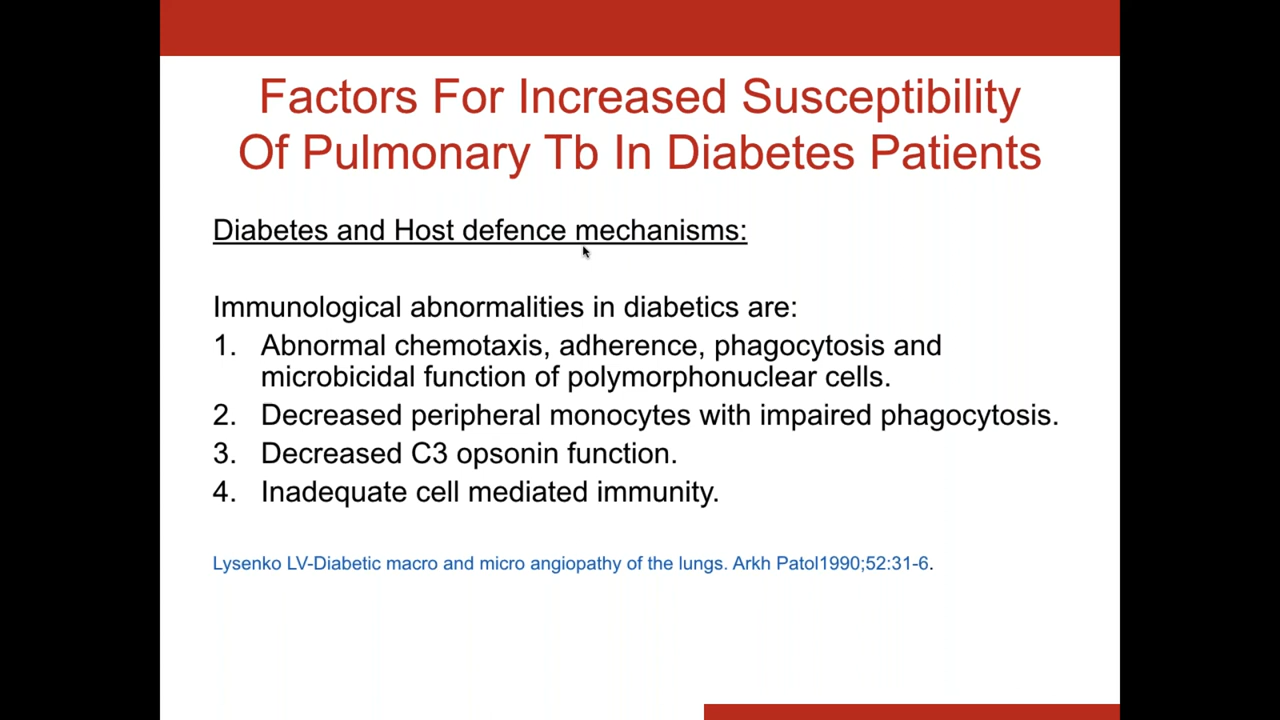 Factors For Increased Susceptibility
Of Pulmonary Tb In Diabetes Patients
Diabetes and Host defence mechanisms:
Immunological abnormalities in diabetics are:
1. Abnormal chemotaxis, adherence, phagocytosis and
microbicidal function of polymorphonuclear cells.
2. Decreased peripheral monocytes with impaired phagocytosis.
3. Decreased C3 opsonin function.
4. Inadequate cell mediated immunity.
Lysenko LV-Diabetic macro and micro angiopathy of the lungs. Arkh Patol1990;52:31-6.